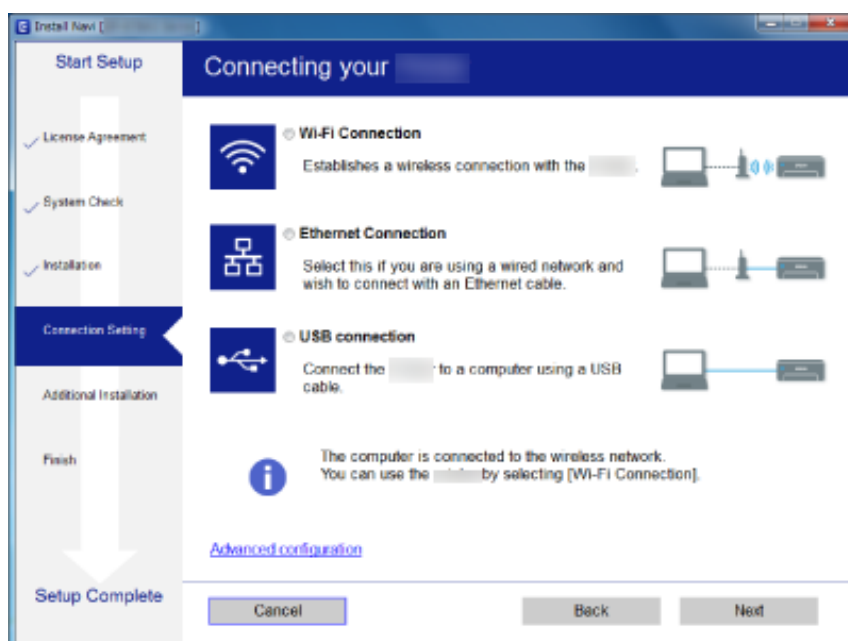 Install Navi [
]
Start Setup
Connecting your
License Agreement
System Check
Installation
Connection Setting
Additional Installation
Finish
Setup Complete
Wi-Fi Connection
Establishes a wireless connection with the
.
Ethernet Connection
Select this if you are using a wired network and
wish to connect with an Ethernet cable.
USB connection
Connect the
to a computer using a USB
cable.
The computer is connected to the wireless network.
You can use the
by selecting [Wi-Fi Connection].
Advanced configuration
Cancel
Back
Next